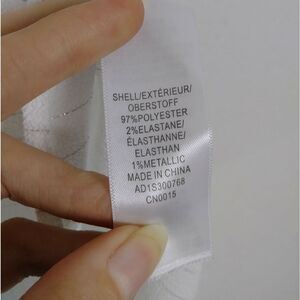 SHELL/EXTÉRIEUR/
OBERSTOFF
97%POLYESTER
2%ELASTANE/
ÉLASTHANNE/
ELASTHAN
1%METALLIC
MADE IN CHINA
AD1S300768
CN0015